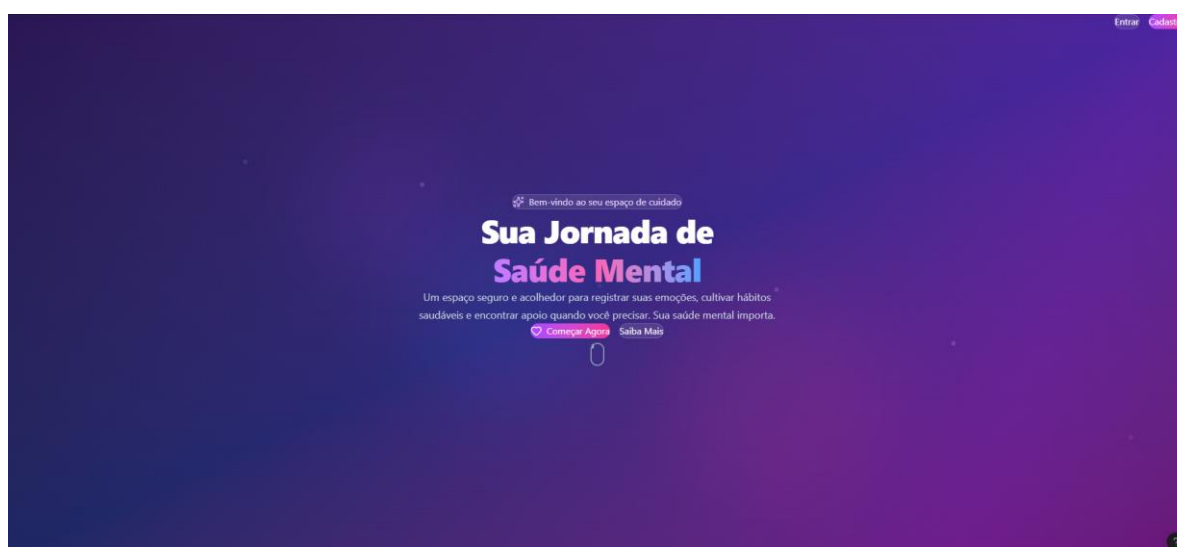 Entrar
Bem-vindo ao seu espaço de cuidado
Sua Jornada de
Saúde Mental
Um espaço seguro e acolhedor para registrar suas emoções, cultivar hábitos
saudáveis e encontrar apoio quando você precisar. Sua saúde mental importa.
Começar Agora Saiba Mais